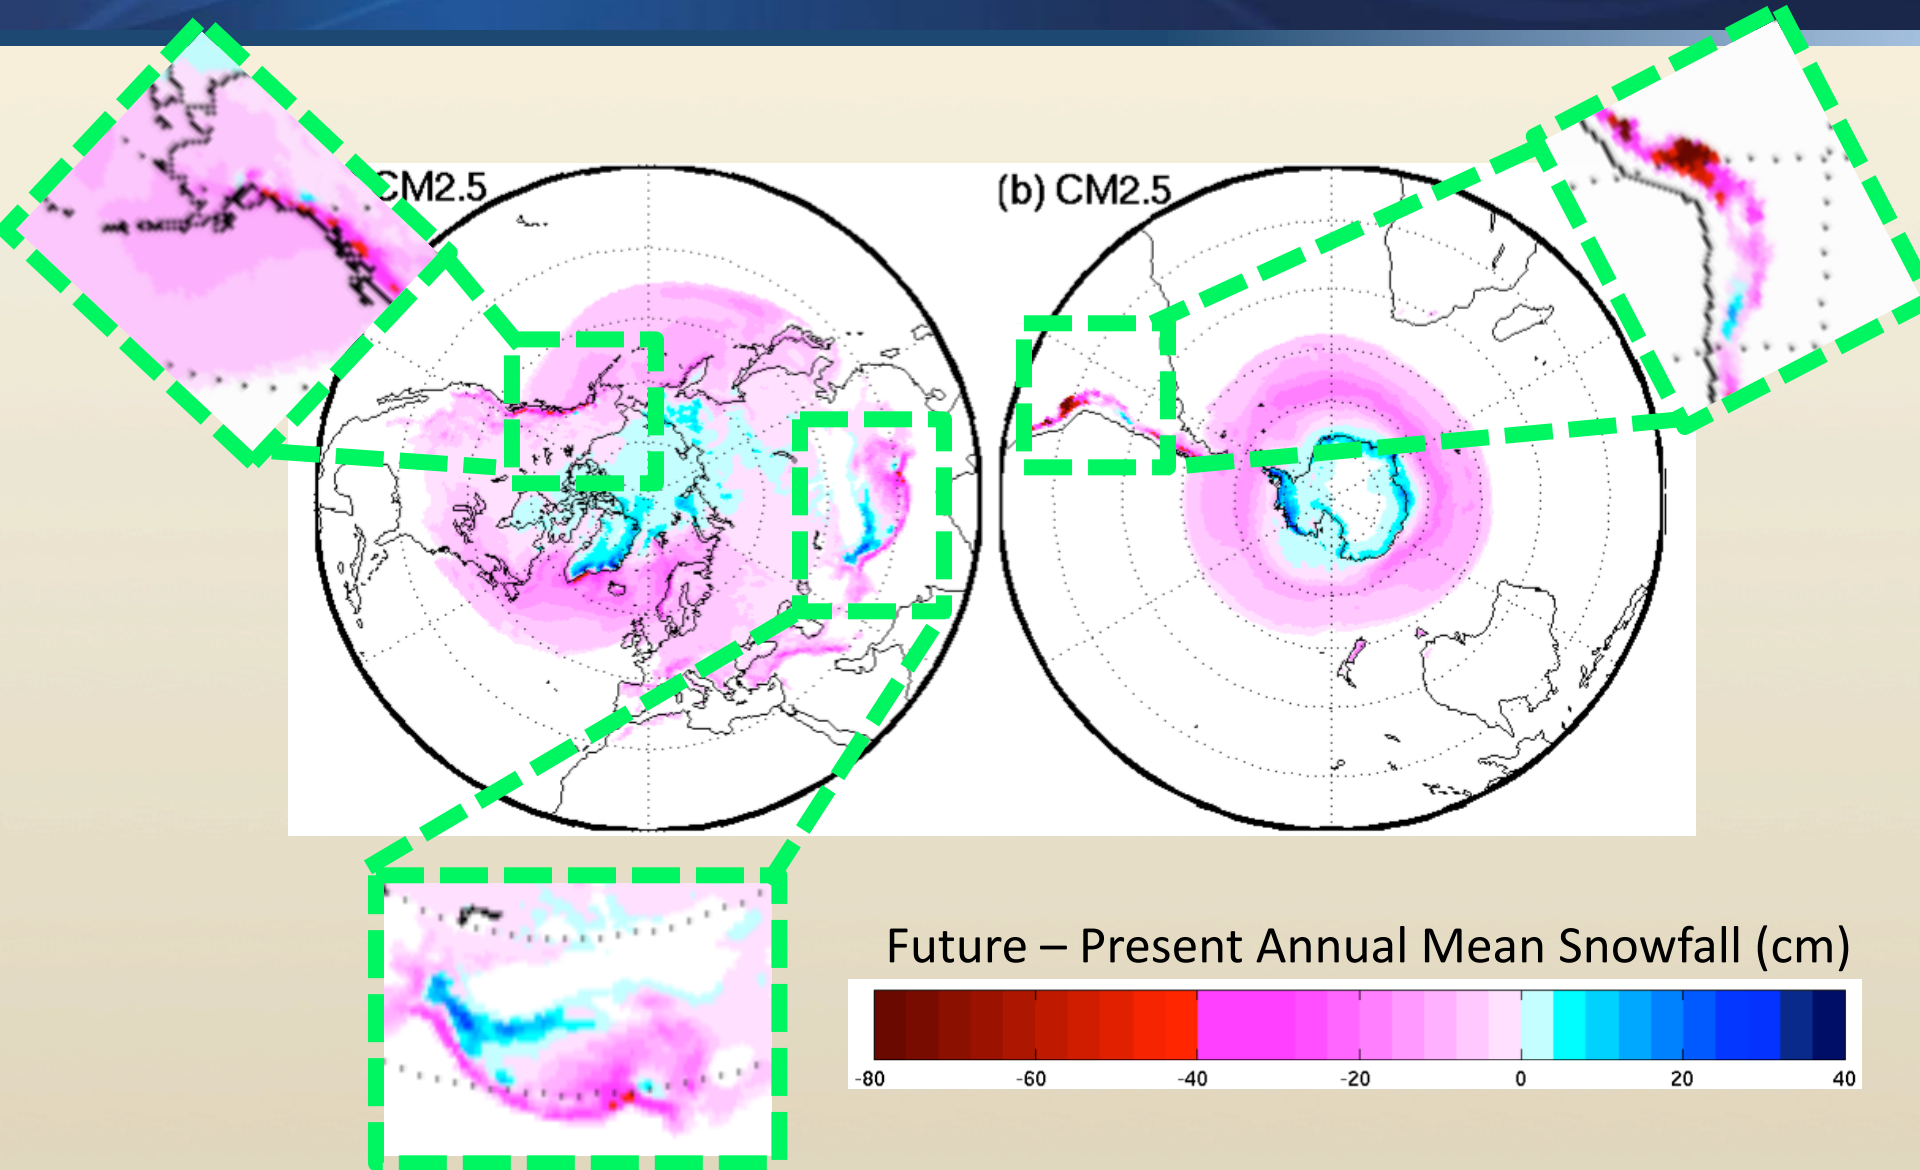 CM2.5
(b) CM2.5
Future – Present Annual Mean Snowfall (cm)
-80 -60 -40 -20 0 20 40